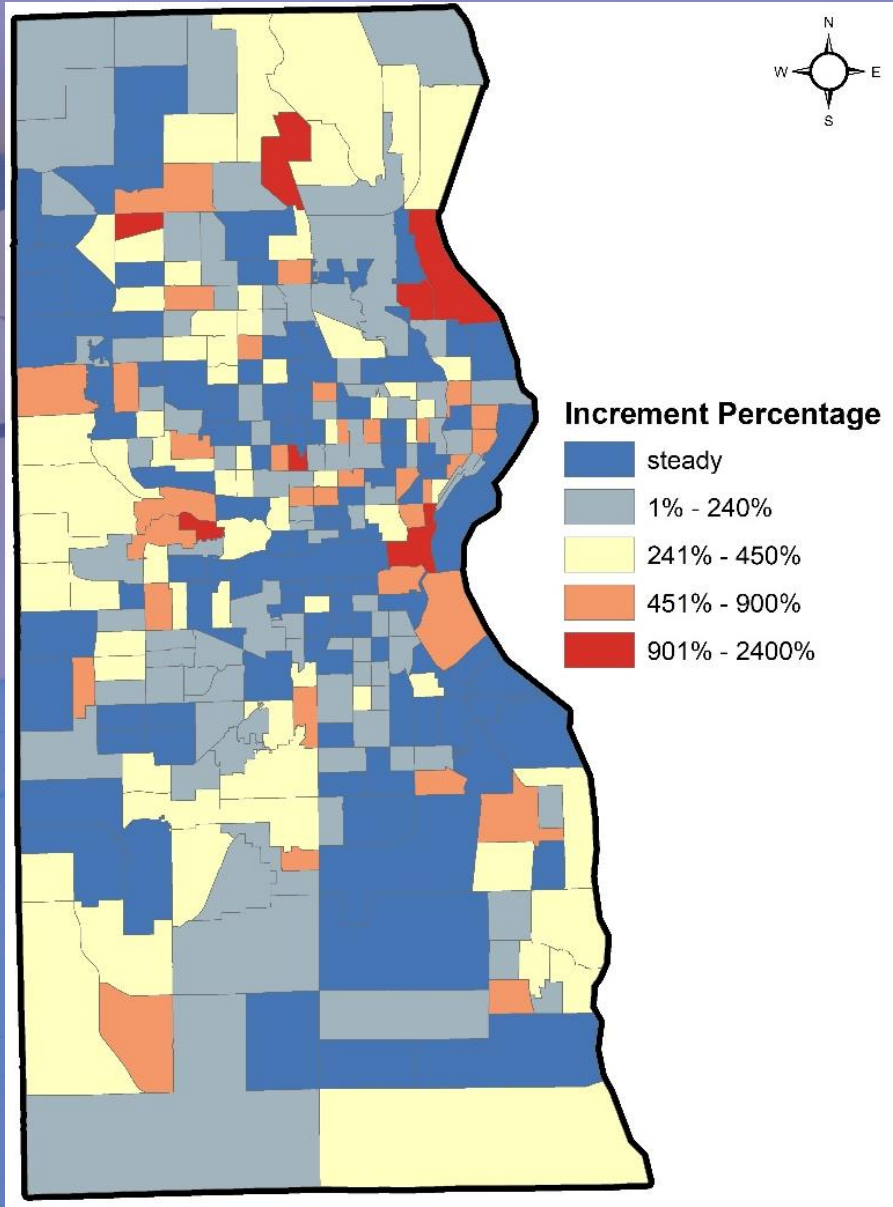 N
W E
S
Increment Percentage
steady
1% - 240%
241% - 450%
451% - 900%
901% - 2400%